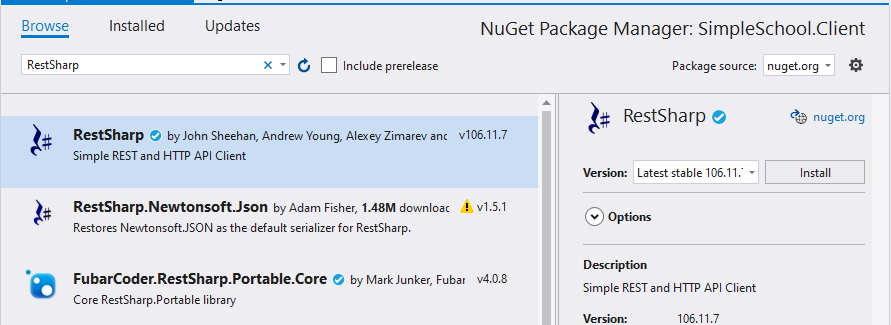 Browse Installed Updates NuGet Package Manager: SimpleSchool.Client
RestSharp Include prerelease Package source: nuget.org
RestSharp by John Sheehan, Andrew Young, Alexey Zimarev and v106.11.7
Simple REST and HTTP API Client
RestSharp.Newtonsoft.Json by Adam Fisher, 1.48M downloac v1.5.1
Restores Newtonsoft.JSON as the default serializer for RestSharp.
FubarCoder.RestSharp.Portable.Core by Mark Junker, Fubar v4.0.8
Core RestSharp.Portable library
RestSharp nuget.org
Version: Latest stable 106.11. Install
Options
Description
Simple REST and HTTP API Client
Version: 106.11.7